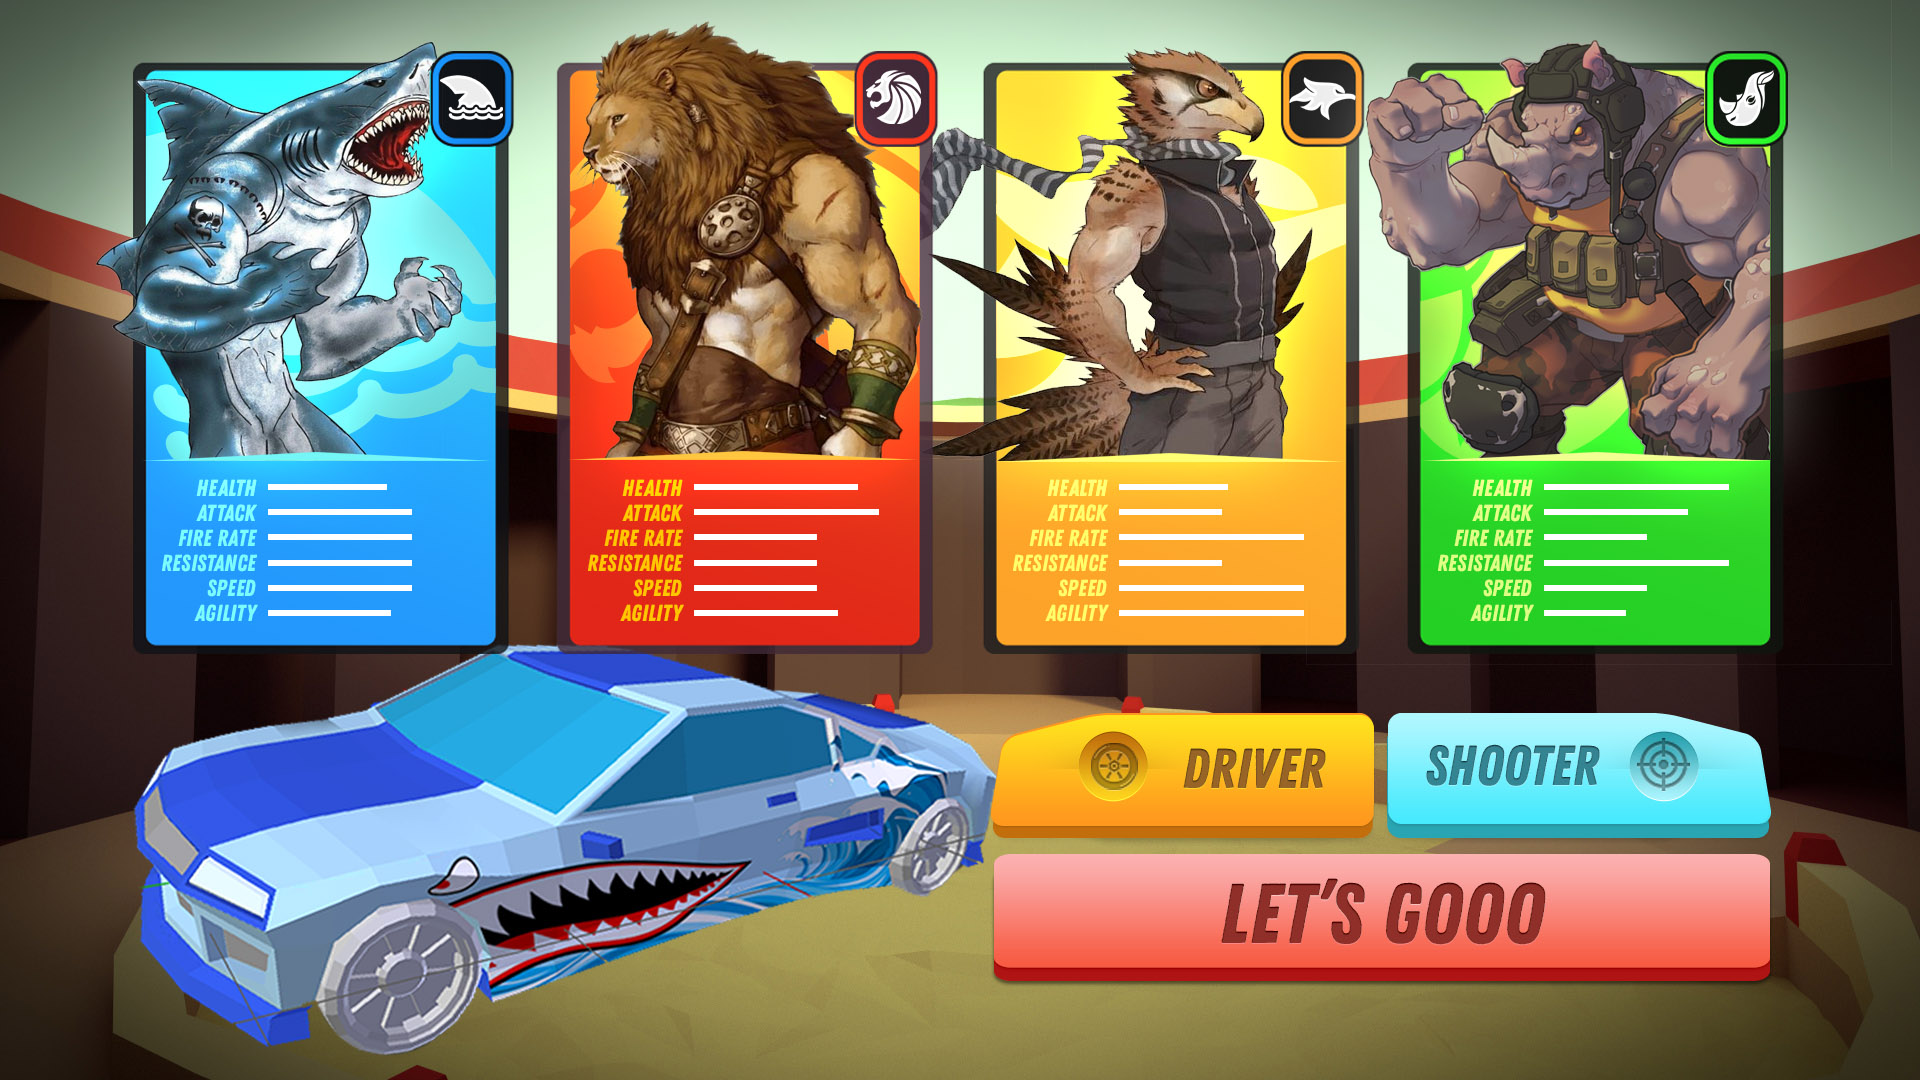 HEALTH
ATTACK
FIRE RATE
RESISTANCE
SPEED
AGILITY
HEALTH
ATTACK
FIRE RATE
RESISTANCE
SPEED
AGILITY
HEALTH
ATTACK
FIRE RATE
RESISTANCE
SPEED
AGILITY
HEALTH
ATTACK
FIRE RATE
RESISTANCE
SPEED
AGILITY
DRIVER
SHOOTER
LET'S GOOO